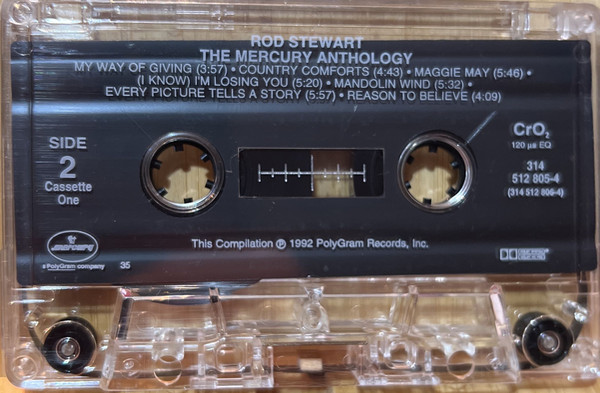 ROD STEWART
THE MERCURY ANTHOLOGY
MY WAY OF GIVING (3:57) • COUNTRY COMFORTS (4:43) • MAGGIE MAY (5:46) •
(I KNOW) I'M LOSING YOU (5:20) • MANDOLIN WIND (5:32) •
EVERY PICTURE TELLS A STORY (5:57) • REASON TO BELIEVE (4:09)
SIDE
2
Cassette
One
CrO₂
120 µs EQ
314
512 805-4
(314 512 806-4)
mercury
a PolyGram company
35
This Compilation ℗ 1992 PolyGram Records, Inc.